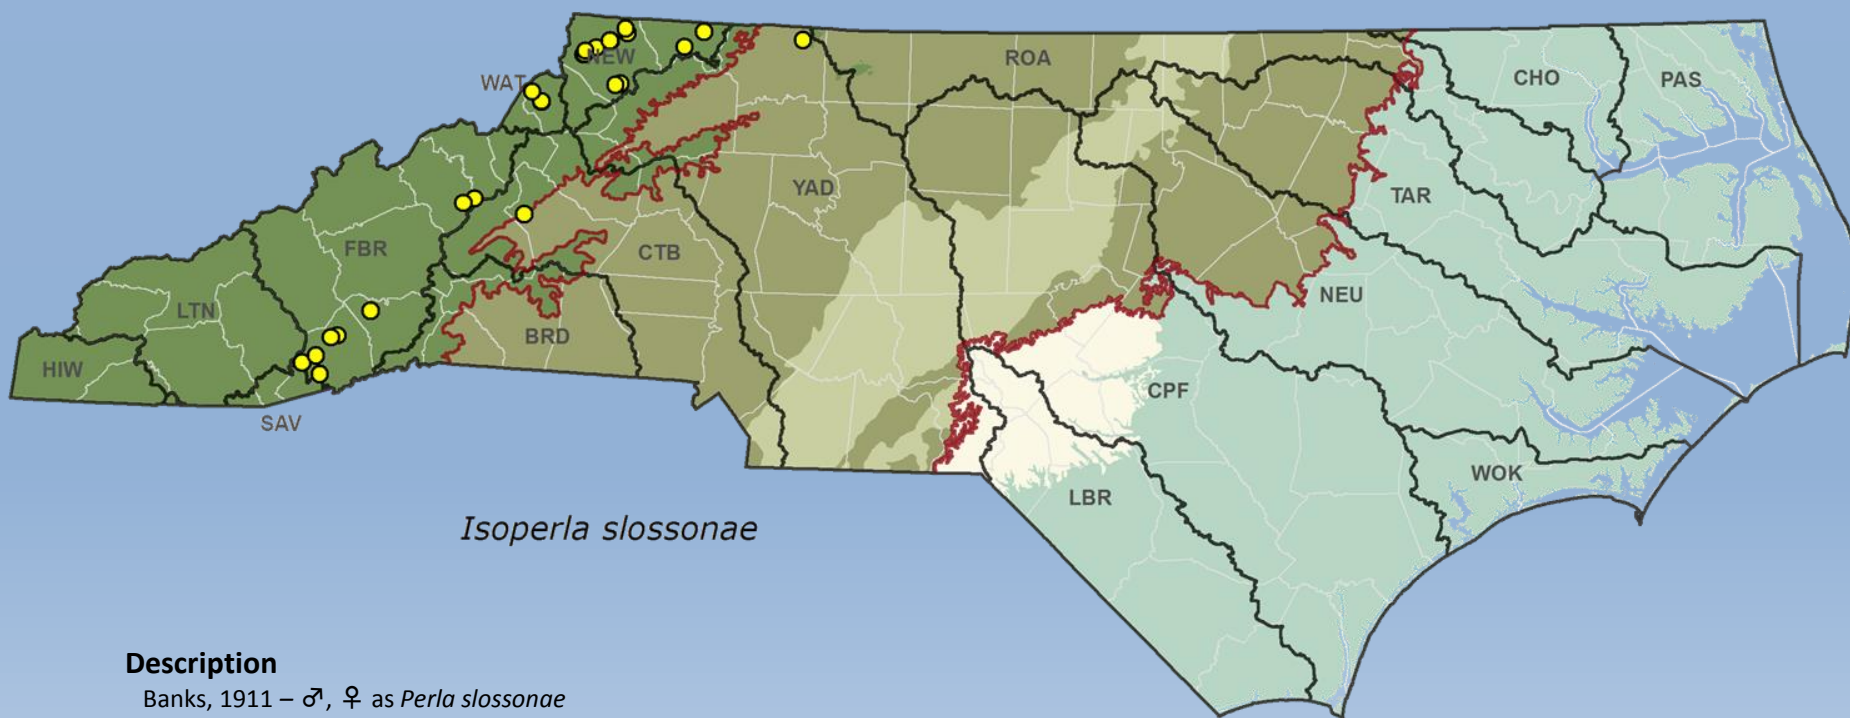 NEW
ROA
WAT
CHO
PAS
YAD
TAR
FBR
CTB
LTN
NEU
BRD
HIW
CPF
SAV
WOK
LBR
Isoperla slossonae
Description
Banks, 1911 – ♂, ♀ as Perla slossonae